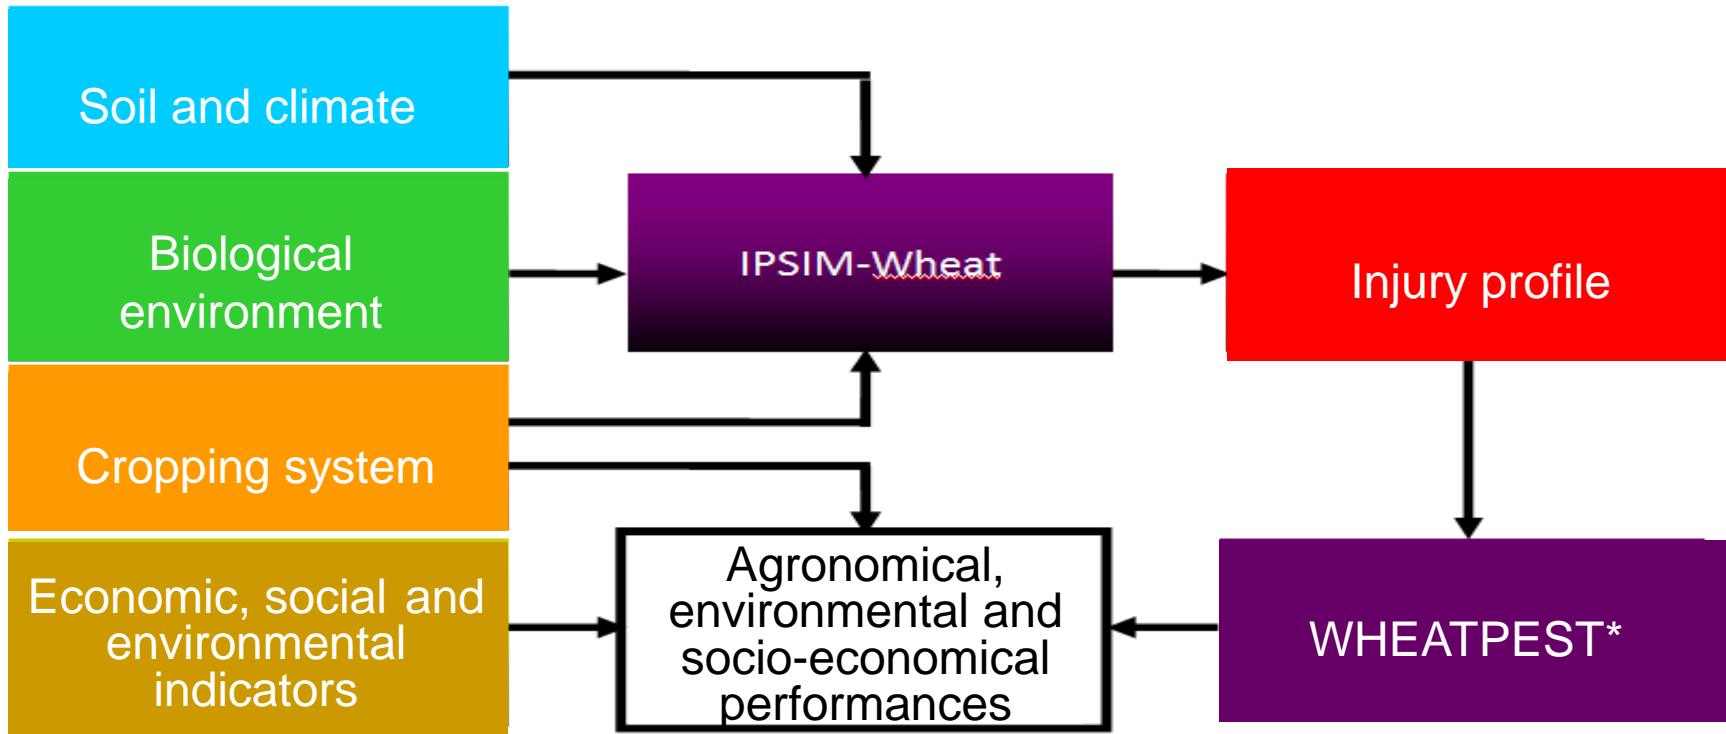 Soil and climate
Biological
environment
IPSIM-Wheat
Injury profile
Cropping system
Economic, social and
environmental
indicators
Agronomical,
environmental and
socio-economical
performances
WHEATPEST*